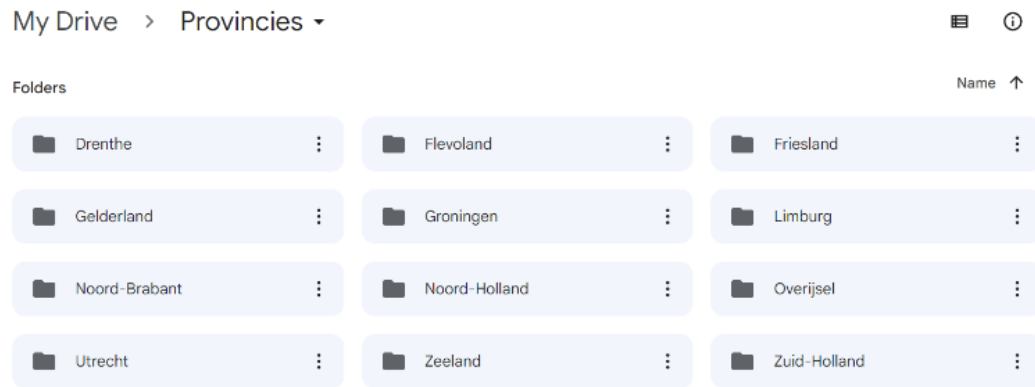 My Drive > Provincies
Folders
Name
Drenthe Flevoland Friesland
Gelderland Groningen Limburg
Noord-Brabant Noord-Holland Overijsel
Utrecht Zeeland Zuid-Holland